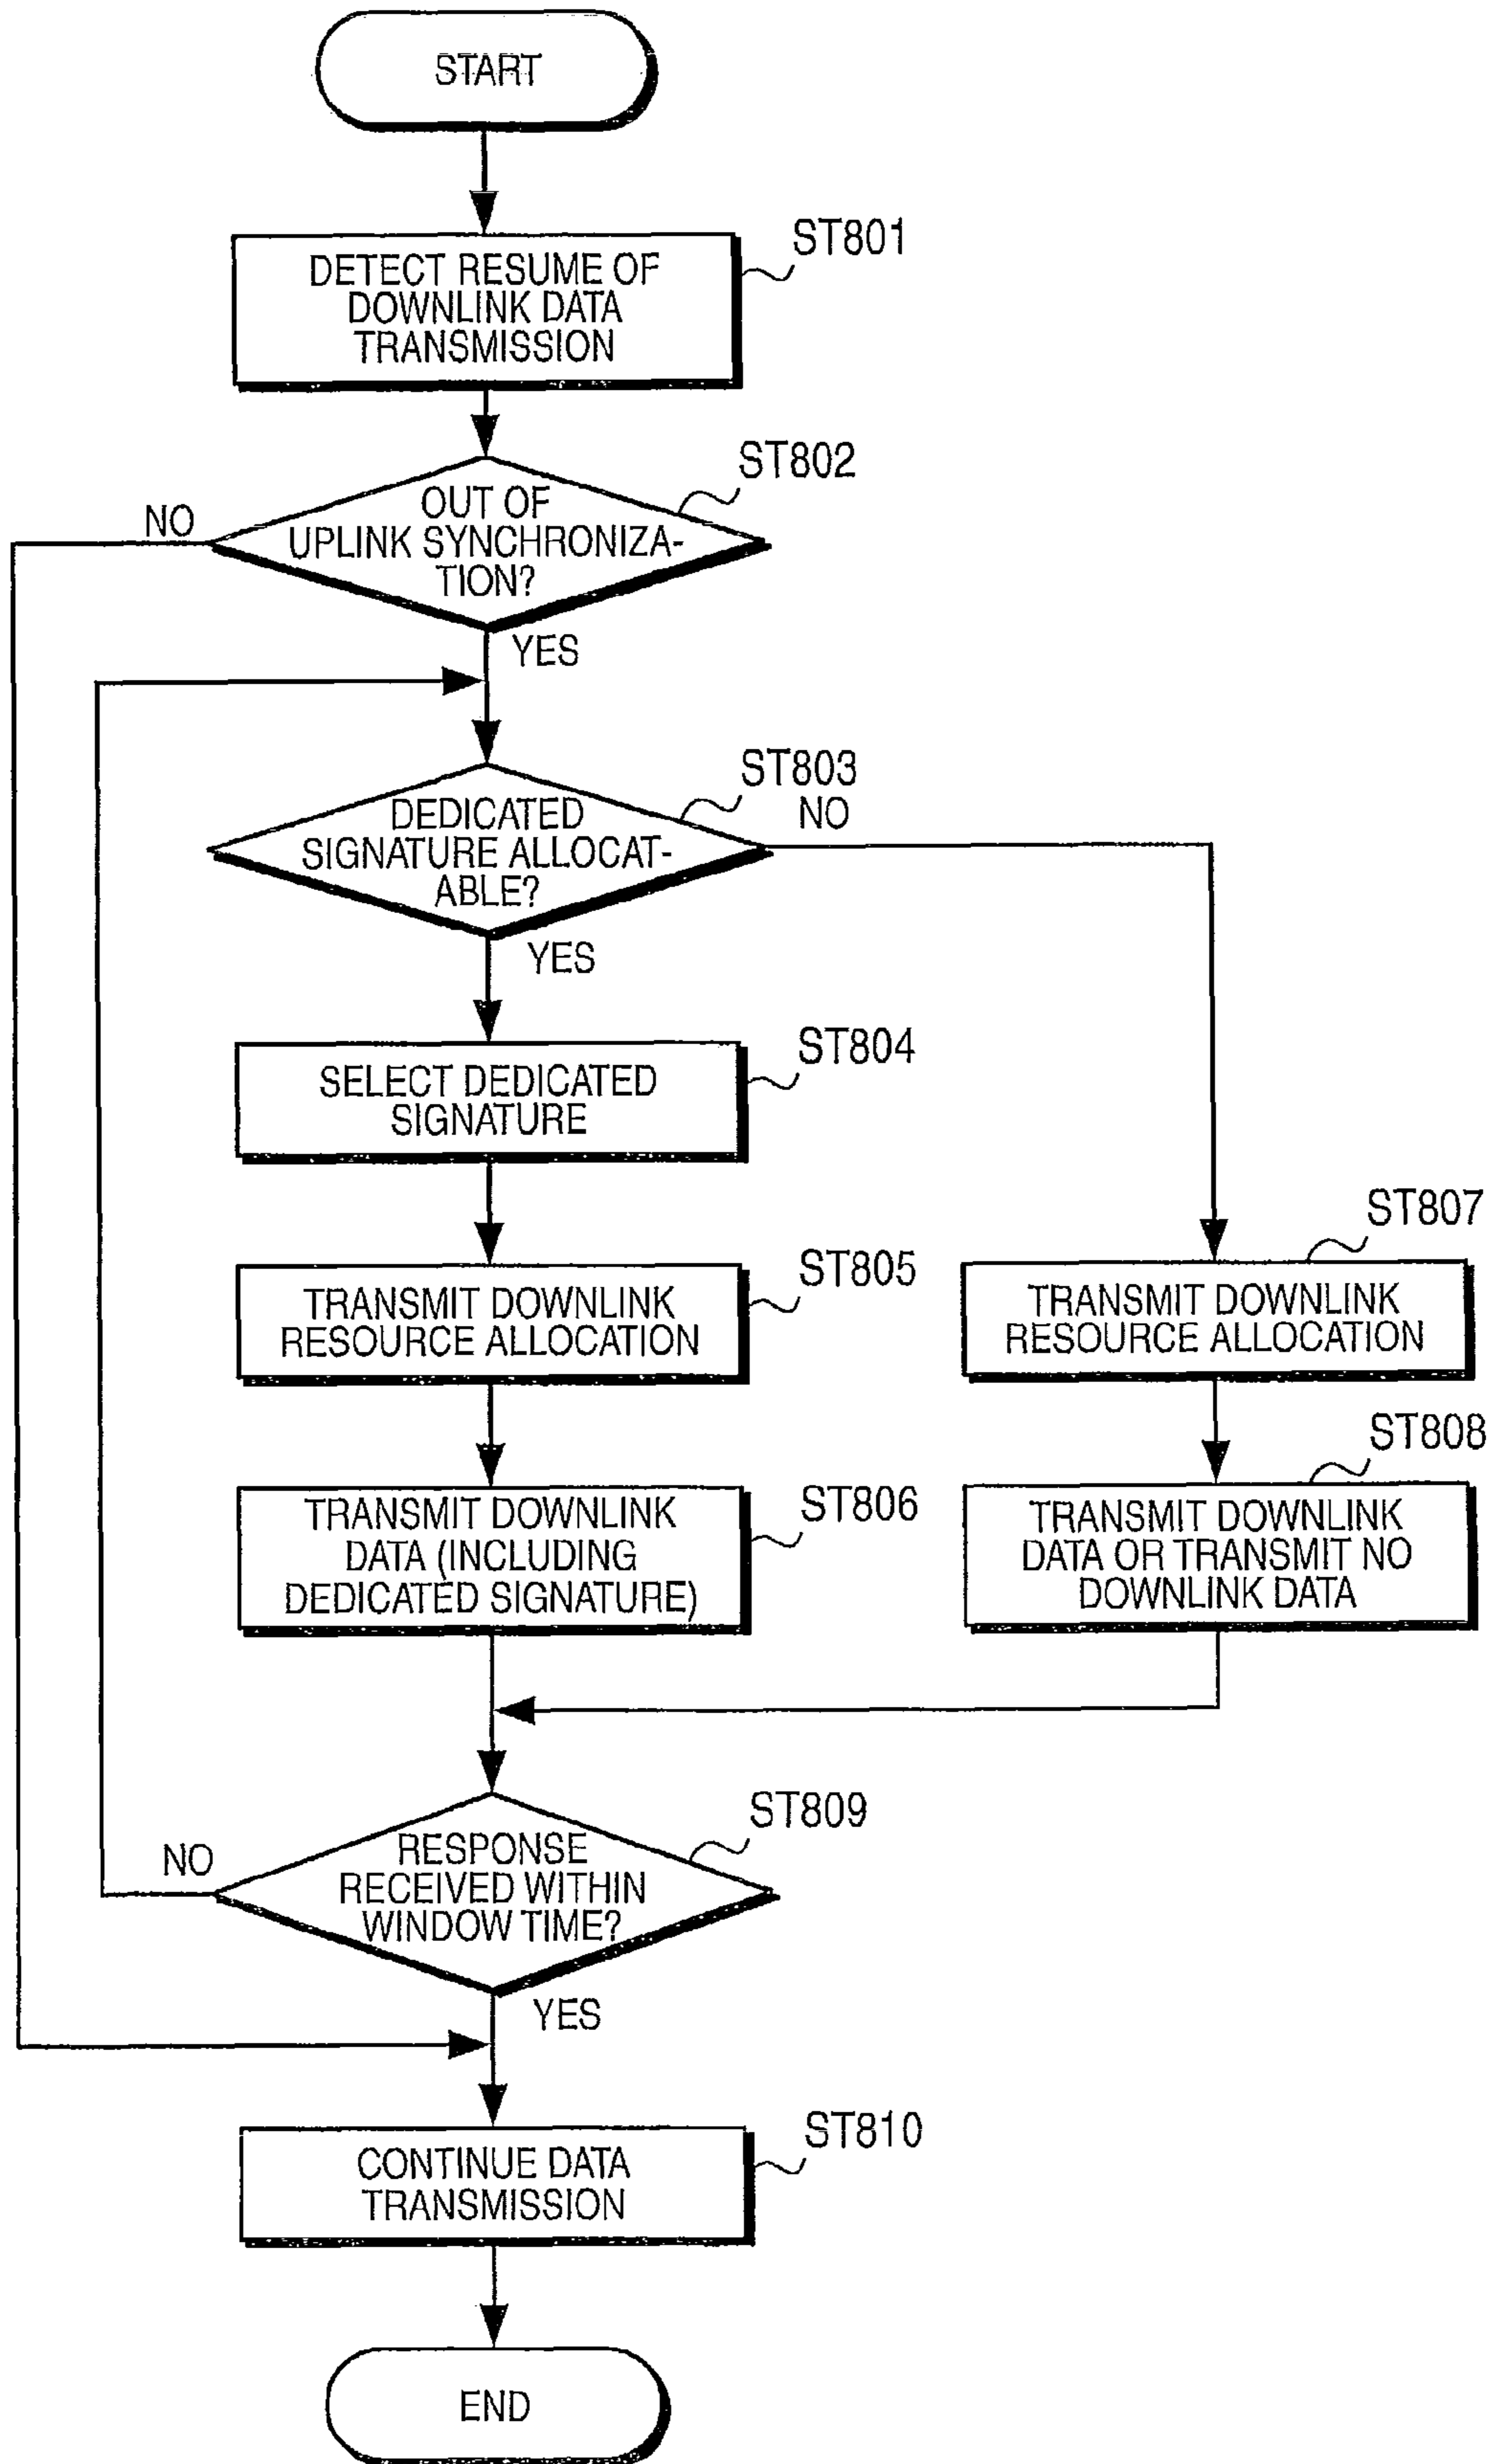 START
ST801
DETECT RESUME OF
DOWNLINK DATA
TRANSMISSION
ST802
NO
OUT OF
UPLINK SYNCHRONIZA-
TION?
YES
ST803
NO
DEDICATED
SIGNATURE ALLOCAT-
ABLE?
YES
ST804
SELECT DEDICATED
SIGNATURE
ST805
TRANSMIT DOWNLINK
RESOURCE ALLOCATION
ST807
TRANSMIT DOWNLINK
RESOURCE ALLOCATION
ST806
TRANSMIT DOWNLINK
DATA (INCLUDING
DEDICATED SIGNATURE)
ST808
TRANSMIT DOWNLINK
DATA OR TRANSMIT NO
DOWNLINK DATA
ST809
NO
RESPONSE
RECEIVED WITHIN
WINDOW TIME?
YES
ST810
CONTINUE DATA
TRANSMISSION
END